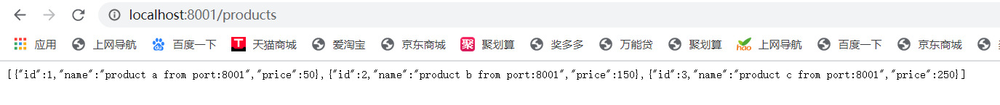 localhost:8001/products
应用 上网导航 百度一下 T 天猫商城 爱淘宝 京东商城 聚 聚划算 奖多多 万能贷 聚划算 hao 上网导航 百度一下 京东商城
[{"id":1,"name":"product a from port:8001","price":50},{"id":2,"name":"product b from port:8001","price":150},{"id":3,"name":"product c from port:8001","price":250}]